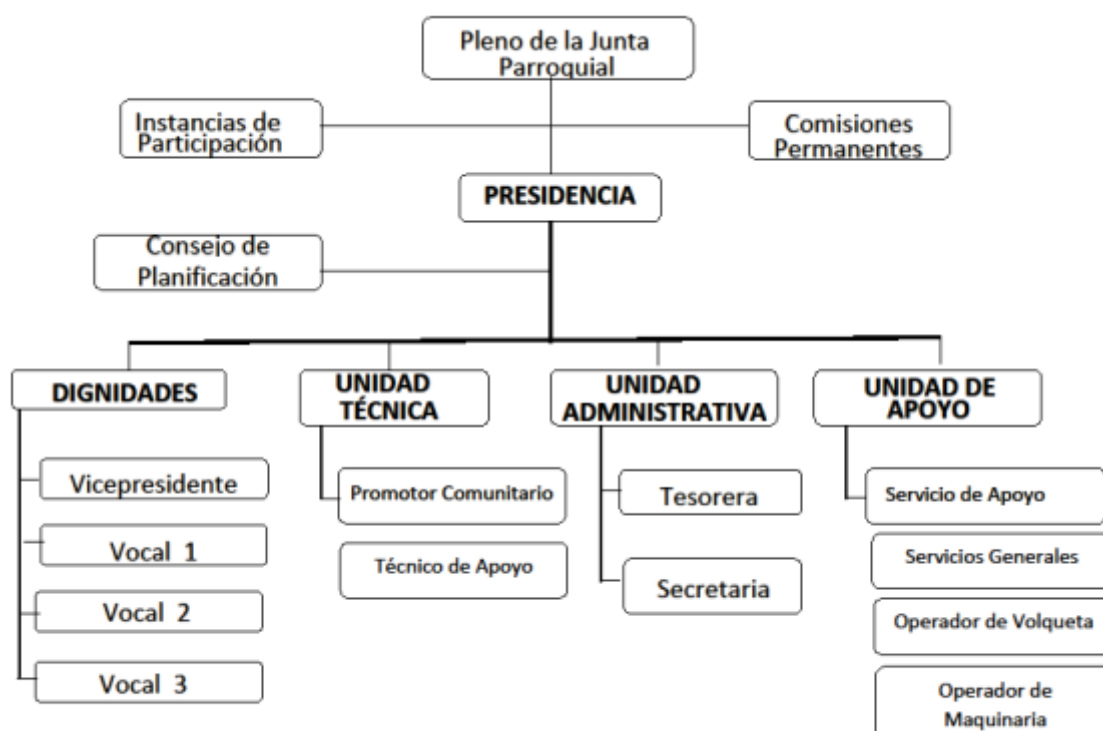 Pleno de la Junta
Parroquial
Instancias de
Participación
Comisiones
Permanentes
PRESIDENCIA
Consejo de
Planificación
DIGNIDADES
UNIDAD
TÉCNICA
UNIDAD
ADMINISTRATIVA
UNIDAD DE
APOYO
Vicepresidente
Vocal 1
Vocal 2
Vocal 3
Promotor Comunitario
Técnico de Apoyo
Tesorera
Secretaria
Servicio de Apoyo
Servicios Generales
Operador de Volqueta
Operador de
Maquinaria